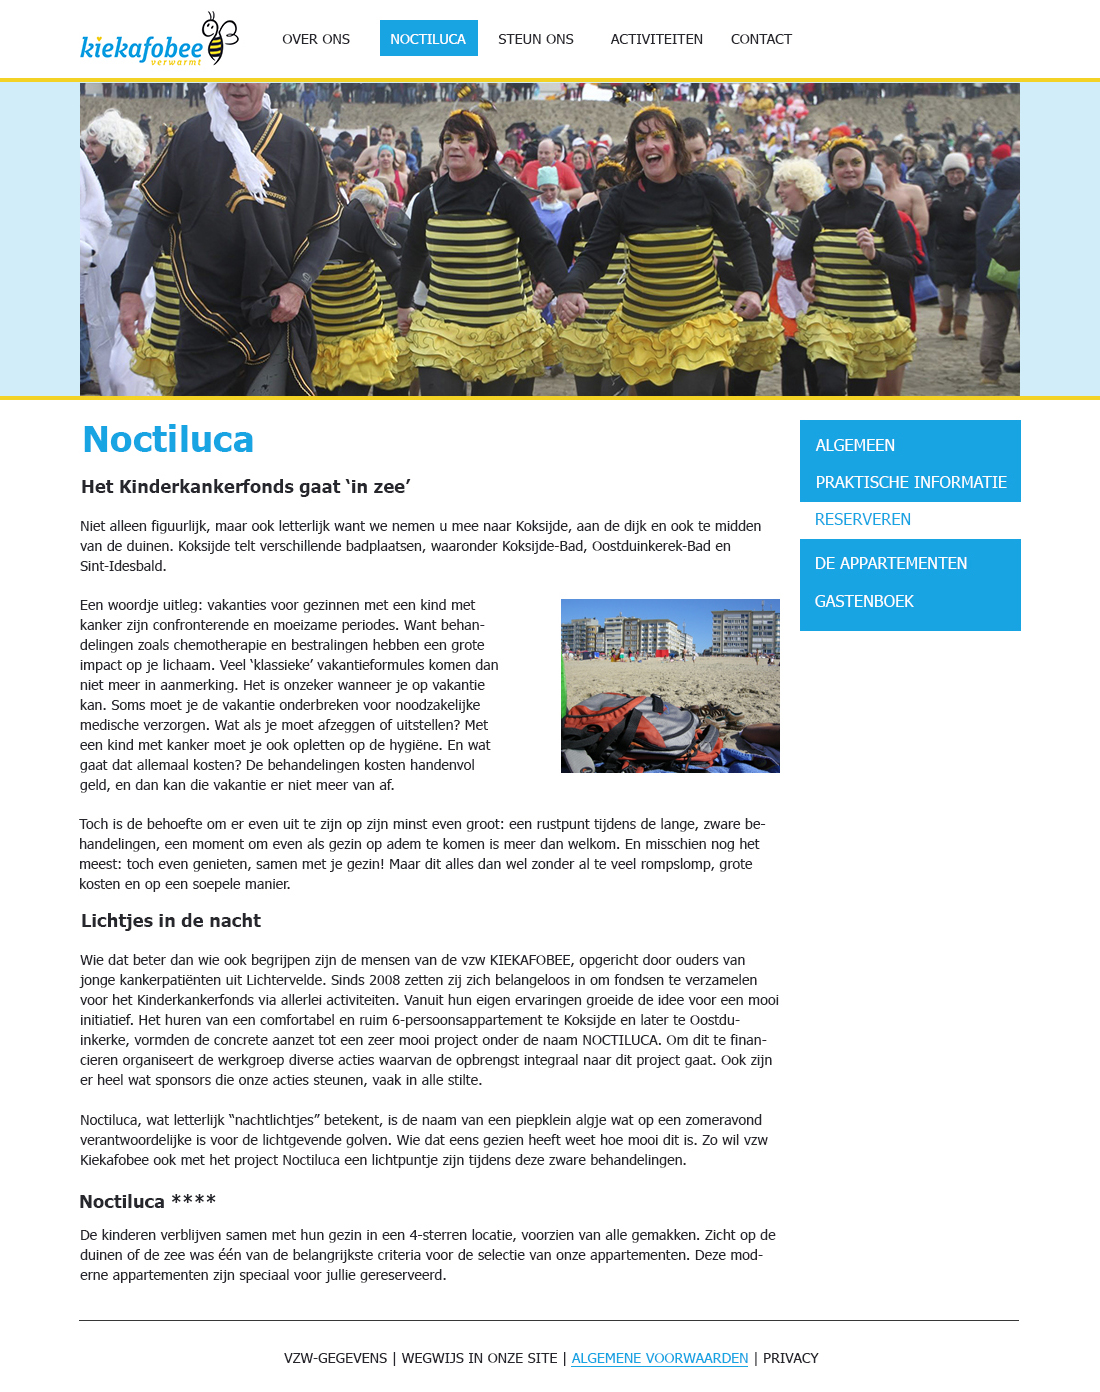 kiekafobee
verwarmt
OVER ONS
NOCTILUCA
STEUN ONS
ACTIVITEITEN
CONTACT
Noctiluca
Het Kinderkankerfonds gaat ‘in zee’
Niet alleen figuurlijk, maar ook letterlijk want we nemen u mee naar Koksijde, aan de dijk en ook te midden
van de duinen. Koksijde telt verschillende badplaatsen, waaronder Koksijde-Bad, Oostduinkerek-Bad en
Sint-Idesbald.
Een woordje uitleg: vakanties voor gezinnen met een kind met
kanker zijn confronterende en moeizame periodes. Want behan-
delingen zoals chemotherapie en bestralingen hebben een grote
impact op je lichaam. Veel ‘klassieke’ vakantieformules komen dan
niet meer in aanmerking. Het is onzeker wanneer je op vakantie
kan. Soms moet je de vakantie onderbreken voor noodzakelijke
medische verzorgen. Wat als je moet afzeggen of uitstellen? Met
een kind met kanker moet je ook opletten op de hygiëne. En wat
gaat dat allemaal kosten? De behandelingen kosten handenvol
geld, en dan kan die vakantie er niet meer van af.
Toch is de behoefte om er even uit te zijn op zijn minst even groot: een rustpunt tijdens de lange, zware be-
handelingen, een moment om even als gezin op adem te komen is meer dan welkom. En misschien nog het
meest: toch even genieten, samen met je gezin! Maar dit alles dan wel zonder al te veel rompslomp, grote
kosten en op een soepele manier.
Lichtjes in de nacht
Wie dat beter dan wie ook begrijpen zijn de mensen van de vzw KIEKAFOBEE, opgericht door ouders van
jonge kankerpatiënten uit Lichtervelde. Sinds 2008 zetten zij zich belangeloos in om fondsen te verzamelen
voor het Kinderkankerfonds via allerlei activiteiten. Vanuit hun eigen ervaringen groeide de idee voor een mooi
initiatief. Het huren van een comfortabel en ruim 6-persoonsappartement te Koksijde en later te Oostdu-
inkerke, vormden de concrete aanzet tot een zeer mooi project onder de naam NOCTILUCA. Om dit te finan-
cieren organiseert de werkgroep diverse acties waarvan de opbrengst integraal naar dit project gaat. Ook zijn
er heel wat sponsors die onze acties steunen, vaak in alle stilte.
Noctiluca, wat letterlijk “nachtlichtjes” betekent, is de naam van een piepklein algje wat op een zomeravond
verantwoordelijke is voor de lichtgevende golven. Wie dat eens gezien heeft weet hoe mooi dit is. Zo wil vzw
Kiekafobee ook met het project Noctiluca een lichtpuntje zijn tijdens deze zware behandelingen.
Noctiluca ****
De kinderen verblijven samen met hun gezin in een 4-sterren locatie, voorzien van alle gemakken. Zicht op de
duinen of de zee was één van de belangrijkste criteria voor de selectie van onze appartementen. Deze mod-
erne appartementen zijn speciaal voor jullie gereserveerd.
ALGEMEEN
PRAKTISCHE INFORMATIE
RESERVEREN
DE APPARTEMENTEN
GASTENBOEK
VZW-GEGEVENS | WEGWIJS IN ONZE SITE | ALGEMENE VOORWAARDEN | PRIVACY